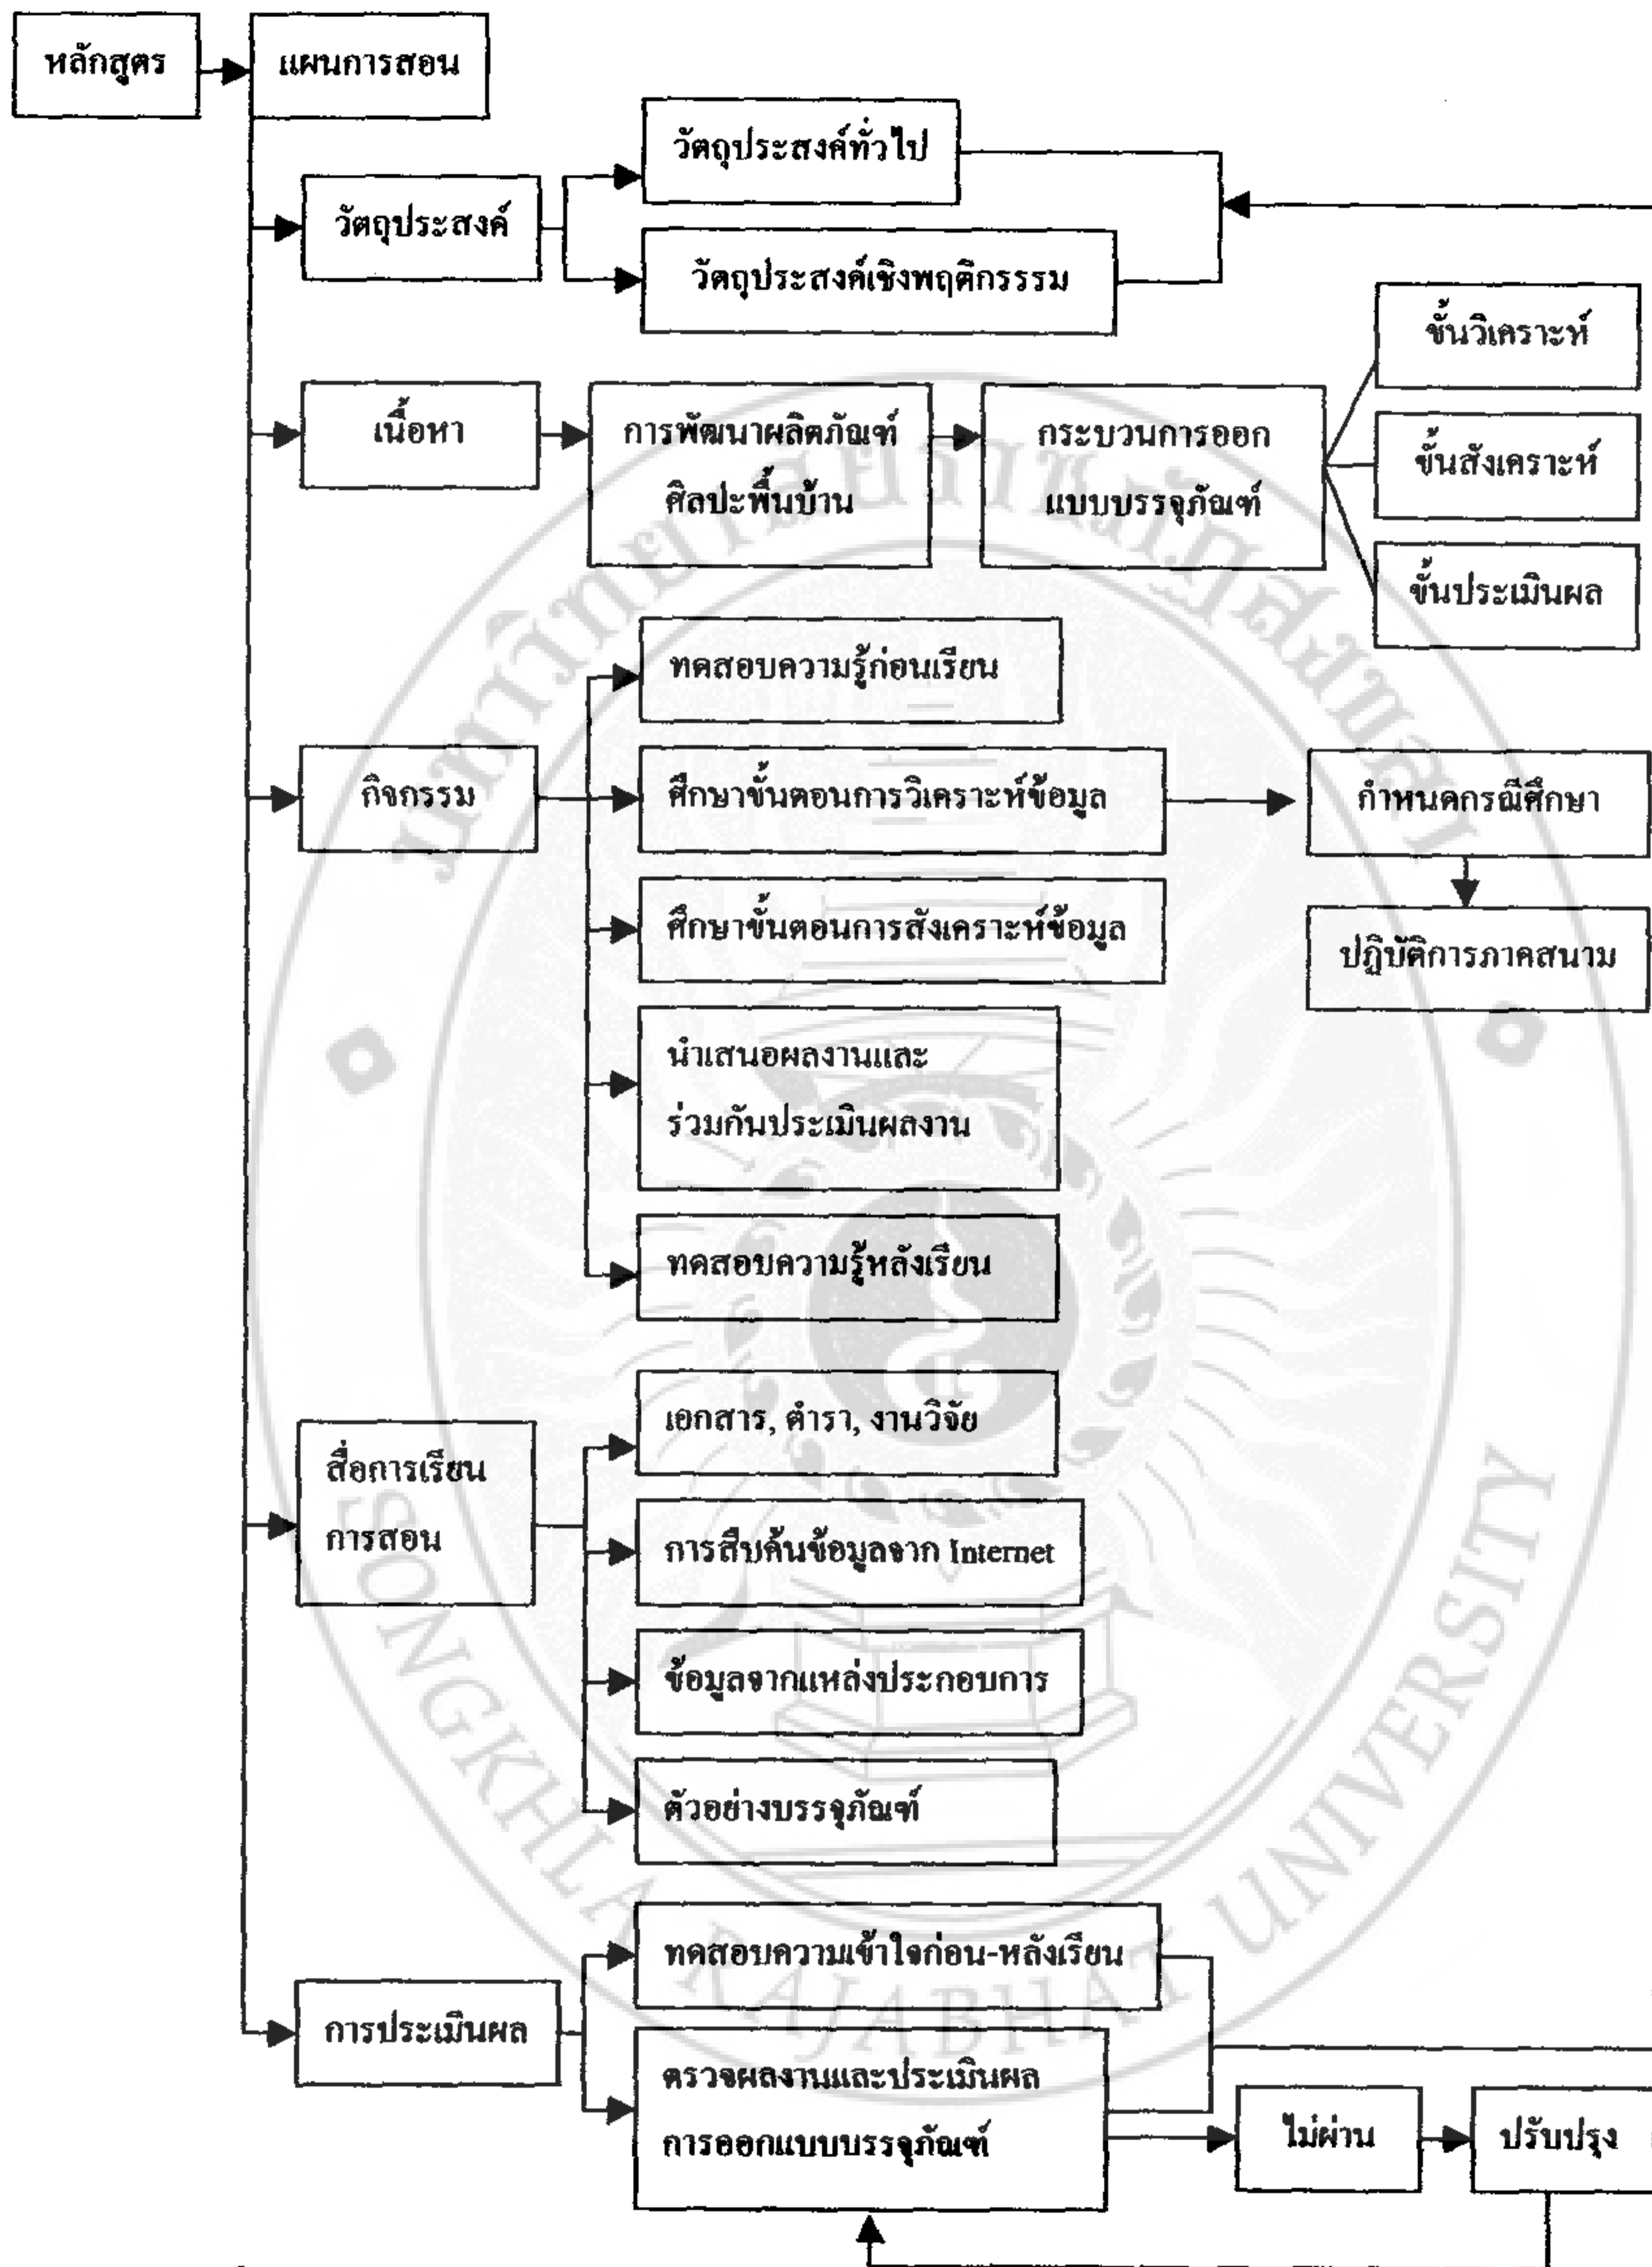 หลักสูตร
แผนการสอน
วัตถุประสงค์
วัตถุประสงค์ทั่วไป
วัตถุประสงค์เชิงพฤติกรรรม
เนื้อหา
การพัฒนาผลิตภัณฑ์
ศิลปะพื้นบ้าน
กระบวนการออก
แบบบรรจุภัณฑ์
ขั้นวิเคราะห์
ขั้นสังเคราะห์
ขั้นประเมินผล
กิจกรรม
ทดสอบความรู้ก่อนเรียน
ศึกษาขั้นตอนการวิเคราะห์ข้อมูล
กำหนดกรณีศึกษา
ปฏิบัติการภาคสนาม
ศึกษาขั้นตอนการสังเคราะห์ข้อมูล
นำเสนอผลงานและ
ร่วมกันประเมินผลงาน
ทดสอบความรู้หลังเรียน
สื่อการเรียน
การสอน
เอกสาร, ตำรา, งานวิจัย
การสืบค้นข้อมูลจาก Internet
ข้อมูลจากแหล่งประกอบการ
ตัวอย่างบรรจุภัณฑ์
การประเมินผล
ทดสอบความเข้าใจก่อน-หลังเรียน
ตรวจผลงานและประเมินผล
การออกแบบบรรจุภัณฑ์
ไม่ผ่าน
ปรับปรุง
มหาวิทยาลัยราชภัฏสงขลา
SONGKHLA RAJABHAT UNIVERSITY